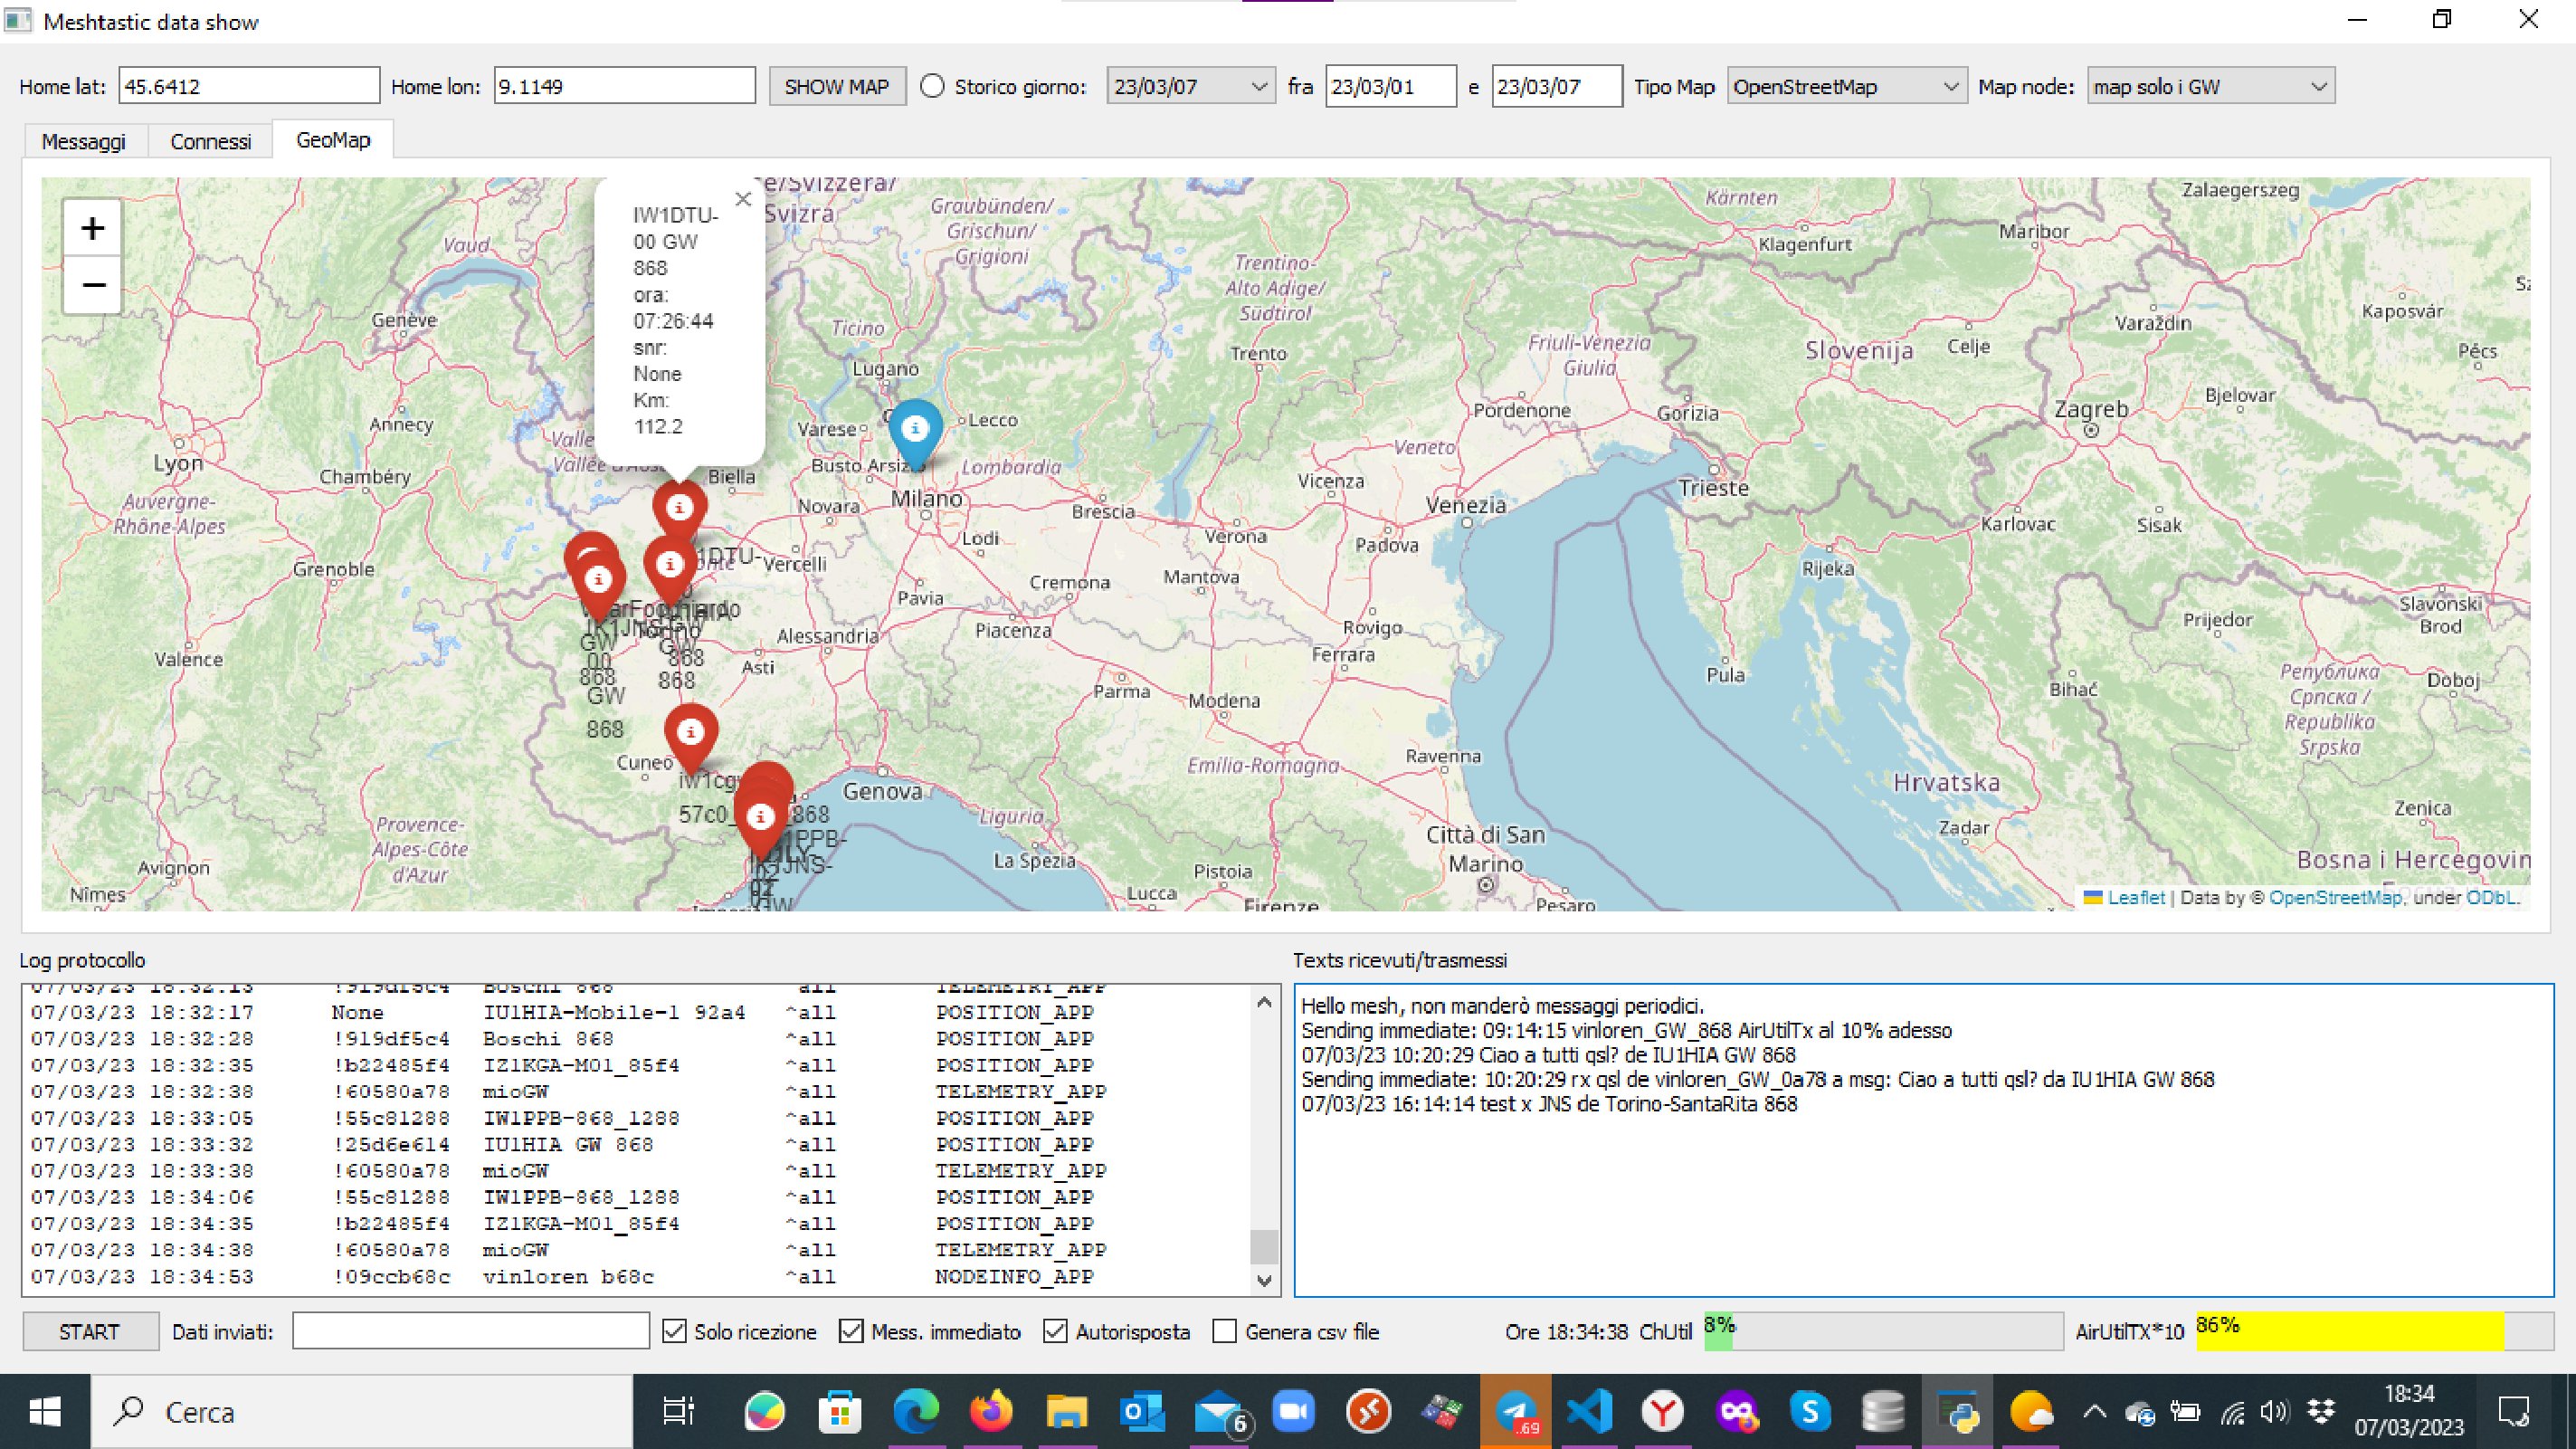 Meshtastic data show
Home lat: 45.6412 Home lon: 9.1149 SHOW MAP Storico giorno: 23/03/07 fra 23/03/01 e 23/03/07 Tipo Map OpenStreetMap Map node: map solo i GW
Messaggi Connessi GeoMap
+
−
IW1DTU-
00 GW
868
ora:
07:26:44
snr:
None
Km:
112.2
×
e/Svizzera/
Svizra
Graubünden/
Grischun/
Grigioni
Kärnten
Zalaegerszeg
Vaud
Klagenfurt
Maribor
Trentino-
Alto Adige/
Südtirol
Genève
Ticino
Friuli-Venezia
Giulia
Slovenija
Celje
Varaždin
Kaposvár
Trento
Lugano
Pécs
Annecy
Varese
Lecco
Pordenone
Gorizia
Zagreb
Bjelovar
Lyon
Chambéry
Biella
Busto Arsizio
Lombardia
Veneto
Auvergne-
Rhône-Alpes
Novara
Milano
Brescia
Vicenza
Venezia
Trieste
Karlovac
Sisak
Lodi
Verona
Padova
Grenoble
Vercelli
Cremona
Mantova
Rijeka
Pavia
Piacenza
Rovigo
Slavonski
Brod
Prijedor
Valence
Alessandria
Asti
Ferrara
Parma
Modena
Pula
Bihać
Република
Српска /
Republika
Srpska
Doboj
GW
868
GW
868
868
868
Cuneo
Genova
Emilia-Romagna
Ravenna
Hrvatska
Zenica
Liguria
Provence-
Alpes-Côte
d'Azur
Avignon
La Spezia
Città di San
Marino
Zadar
Bosna i Hercegovin
Nîmes
Lucca
Pistoia
Firenze
Pesaro
Leaflet | Data by © OpenStreetMap, under ODbL.
Log protocollo
07/03/23 18:32:13 !919df5c4 Boschi 868 ^all TELEMETRY_APP
07/03/23 18:32:17 None IU1HIA-Mobile-1 92a4 ^all POSITION_APP
07/03/23 18:32:28 !919df5c4 Boschi 868 ^all POSITION_APP
07/03/23 18:32:35 !b22485f4 IZ1KGA-M01_85f4 ^all POSITION_APP
07/03/23 18:32:38 !60580a78 mioGW ^all TELEMETRY_APP
07/03/23 18:33:05 !55c81288 IW1PPB-868_1288 ^all POSITION_APP
07/03/23 18:33:32 !25d6e614 IU1HIA GW 868 ^all POSITION_APP
07/03/23 18:33:38 !60580a78 mioGW ^all TELEMETRY_APP
07/03/23 18:34:06 !55c81288 IW1PPB-868_1288 ^all POSITION_APP
07/03/23 18:34:35 !b22485f4 IZ1KGA-M01_85f4 ^all POSITION_APP
07/03/23 18:34:38 !60580a78 mioGW ^all TELEMETRY_APP
07/03/23 18:34:53 !09ccb68c vinloren b68c ^all NODEINFO_APP
Texts ricevuti/trasmessi
Hello mesh, non manderò messaggi periodici.
Sending immediate: 09:14:15 vinloren_GW_868 AirUtilTx al 10% adesso
07/03/23 10:20:29 Ciao a tutti qsl? de IU1HIA GW 868
Sending immediate: 10:20:29 rx qsl de vinloren_GW_0a78 a msg: Ciao a tutti qsl? da IU1HIA GW 868
07/03/23 16:14:14 test x JNS de Torino-SantaRita 868
START Dati inviati: Solo ricezione Mess. immediato Autorisposta Genera csv file Ore 18:34:38 ChUtil 8% AirUtilTX*10 86%
Cerca
6
..69
18:34
07/03/2023